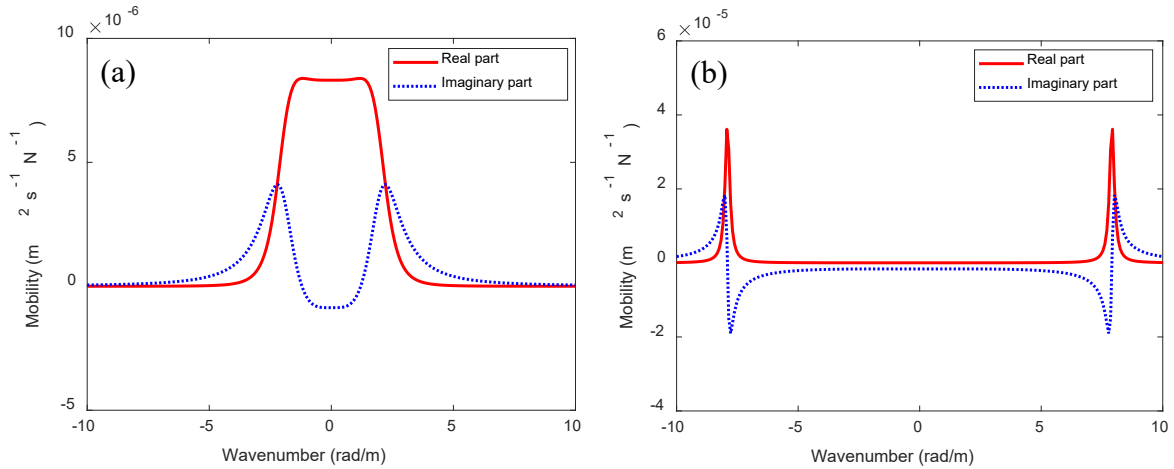 × 10 -6
10
(a)
Real part
Imaginary part
5
0
-5
Mobility (m 2 s -1 N -1 )
-10 -5 0 5 10
Wavenumber (rad/m)
× 10 -5
6
(b)
Real part
Imaginary part
4
2
0
-2
-4
Mobility (m 2 s -1 N -1 )
-10 -5 0 5 10
Wavenumber (rad/m)